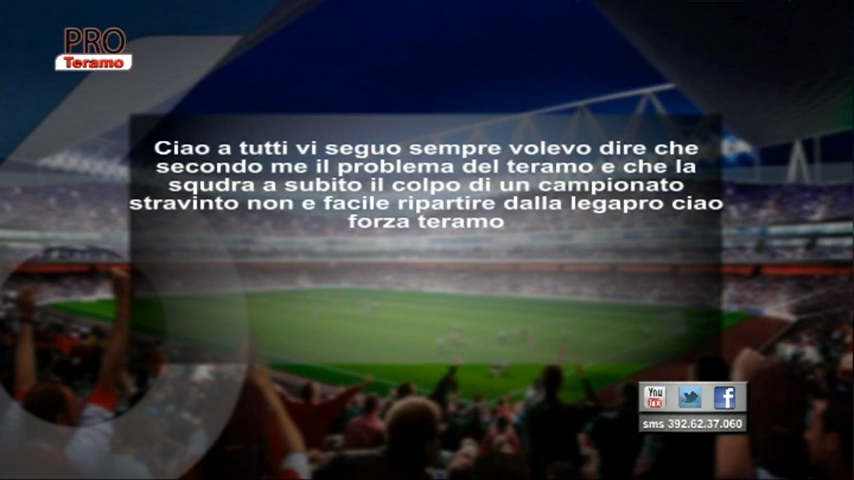 PRO
Teramo
Ciao a tutti vi seguo sempre volevo dire che
secondo me il problema del teramo e che la
squdra a subito il colpo di un campionato
stravinto non e facile ripartire dalla legapro ciao
forza teramo
sms 392.62.37.060